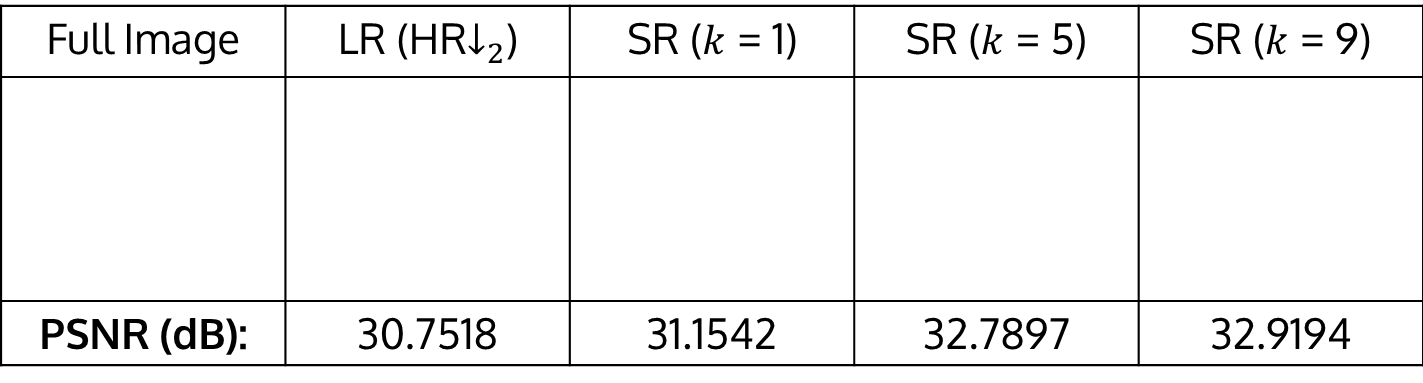 Full Image LR (HR↓₂) SR (k = 1) SR (k = 5) SR (k = 9)
PSNR (dB): 30.7518 31.1542 32.7897 32.9194